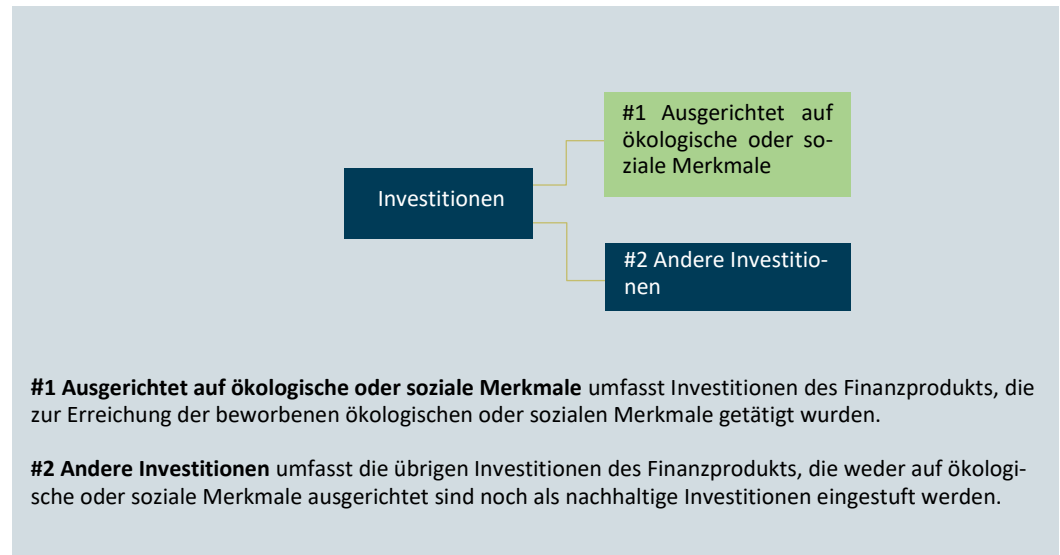 #1 Ausgerichtet auf
ökologische oder so-
ziale Merkmale
Investitionen
#2 Andere Investitio-
nen
#1 Ausgerichtet auf ökologische oder soziale Merkmale umfasst Investitionen des Finanzprodukts, die
zur Erreichung der beworbenen ökologischen oder sozialen Merkmale getätigt wurden.
#2 Andere Investitionen umfasst die übrigen Investitionen des Finanzprodukts, die weder auf ökologi-
sche oder soziale Merkmale ausgerichtet sind noch als nachhaltige Investitionen eingestuft werden.